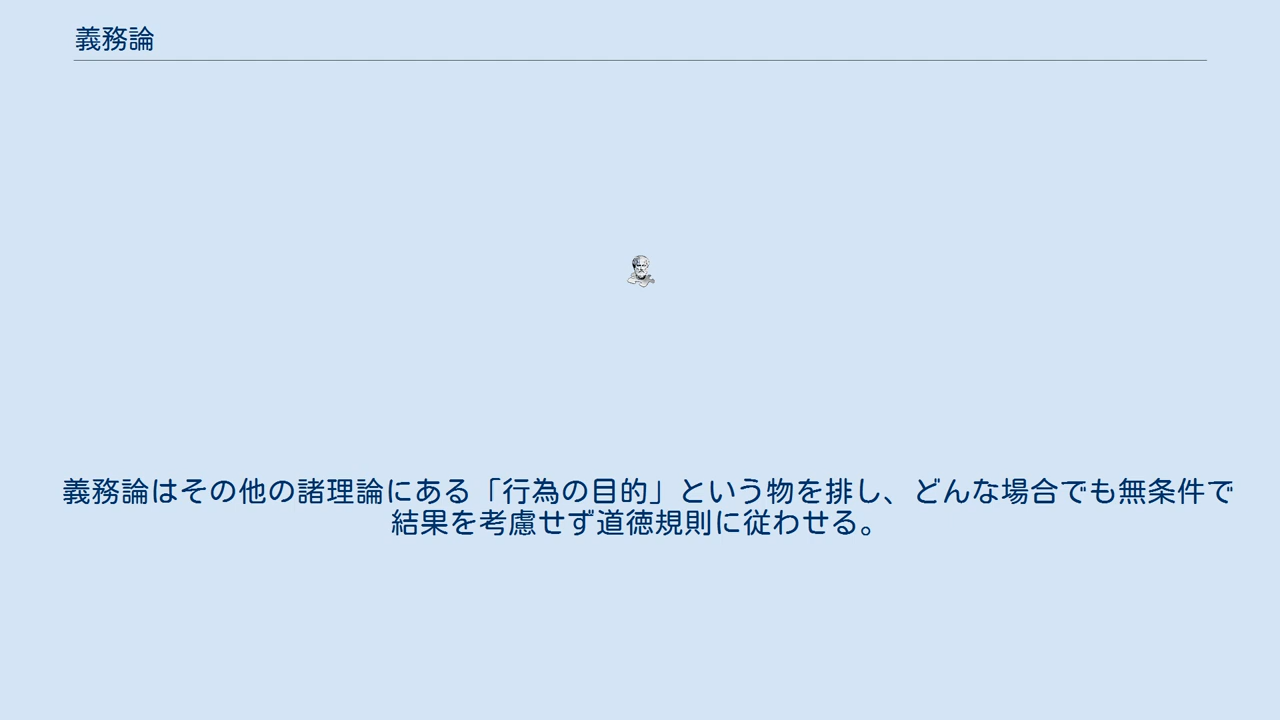 義務論
義務論はその他の諸理論にある「行為の目的」という物を排し、どんな場合でも無条件で
結果を考慮せず道徳規則に従わせる。